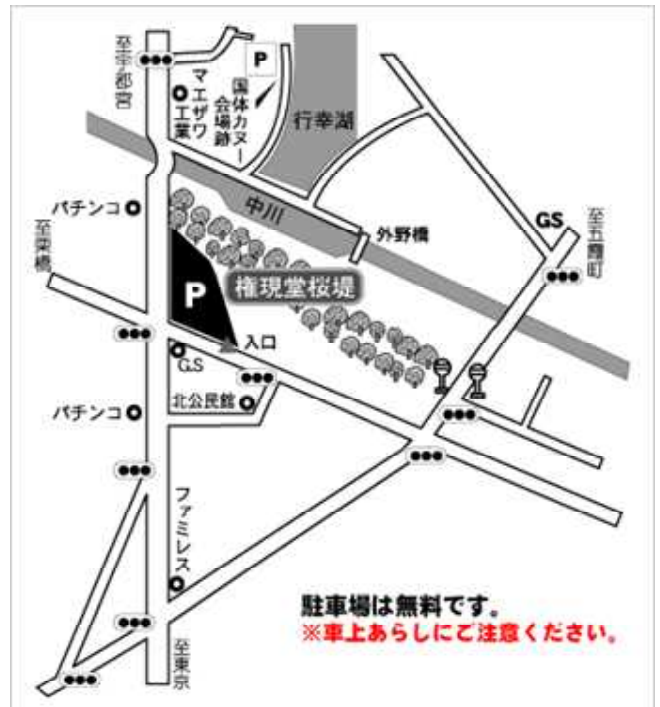 至宇都宮
P
マエザワ
工業
国体カヌー
会場跡
行幸湖
パチンコ
中川
外野橋
GS
至五霞町
至栗橋
P
権現堂桜堤
入口
G.S
北公民館
パチンコ
ファミレス
駐車場は無料です。
※車上あらしにご注意ください。
至東京